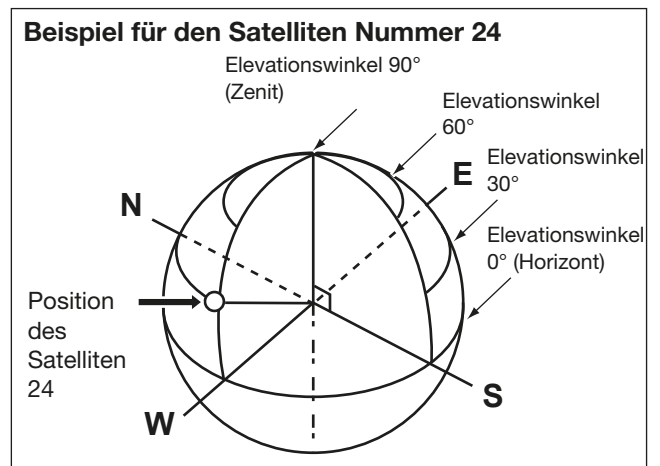 Beispiel für den Satelliten Nummer 24
Elevationswinkel 90°
(Zenit)
Elevationswinkel
60°
Elevationswinkel
30°
E
N
Elevationswinkel
0° (Horizont)
Position
des
Satelliten
24
S
W